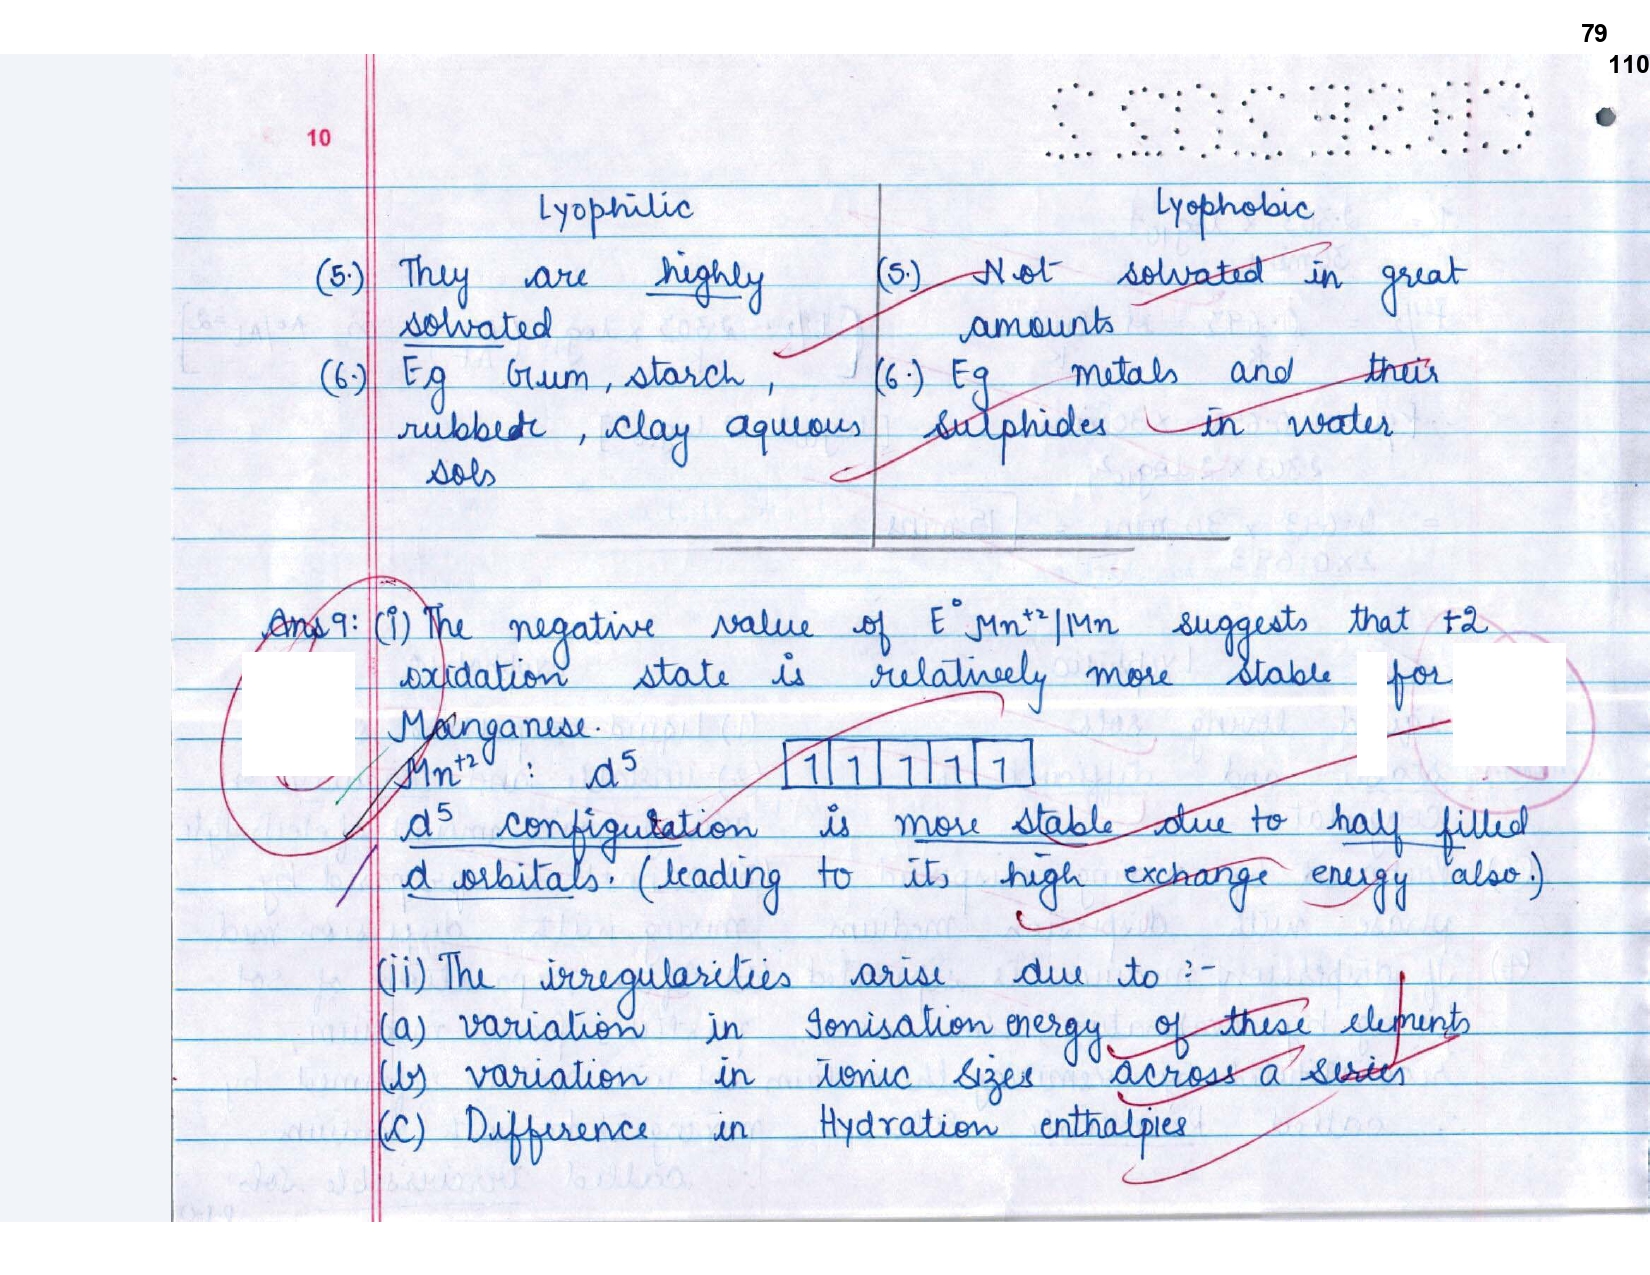 79
110
10
Lyophilic
Lyophobic
(5.) They are highly
solvated
(5.) Not solvated in great
amounts
(6.) Eg Gum, starch,
rubber, clay aqueous
sols
(6.) Eg metals and their
sulphides in water
Ans 9: (i) The negative value of E° Mn+2/Mn suggests that +2
oxidation state is relatively more stable for
Manganese.
Mn+2 : d5 1 1 1 1 1
d5 configuration is more stable due to half filled
d orbitals. (leading to its high exchange energy also.)
(ii) The irregularities arise due to :-
(a) variation in Ionisation energy of these elements
(b) variation in ionic sizes across a series
(c) Difference in Hydration enthalpies